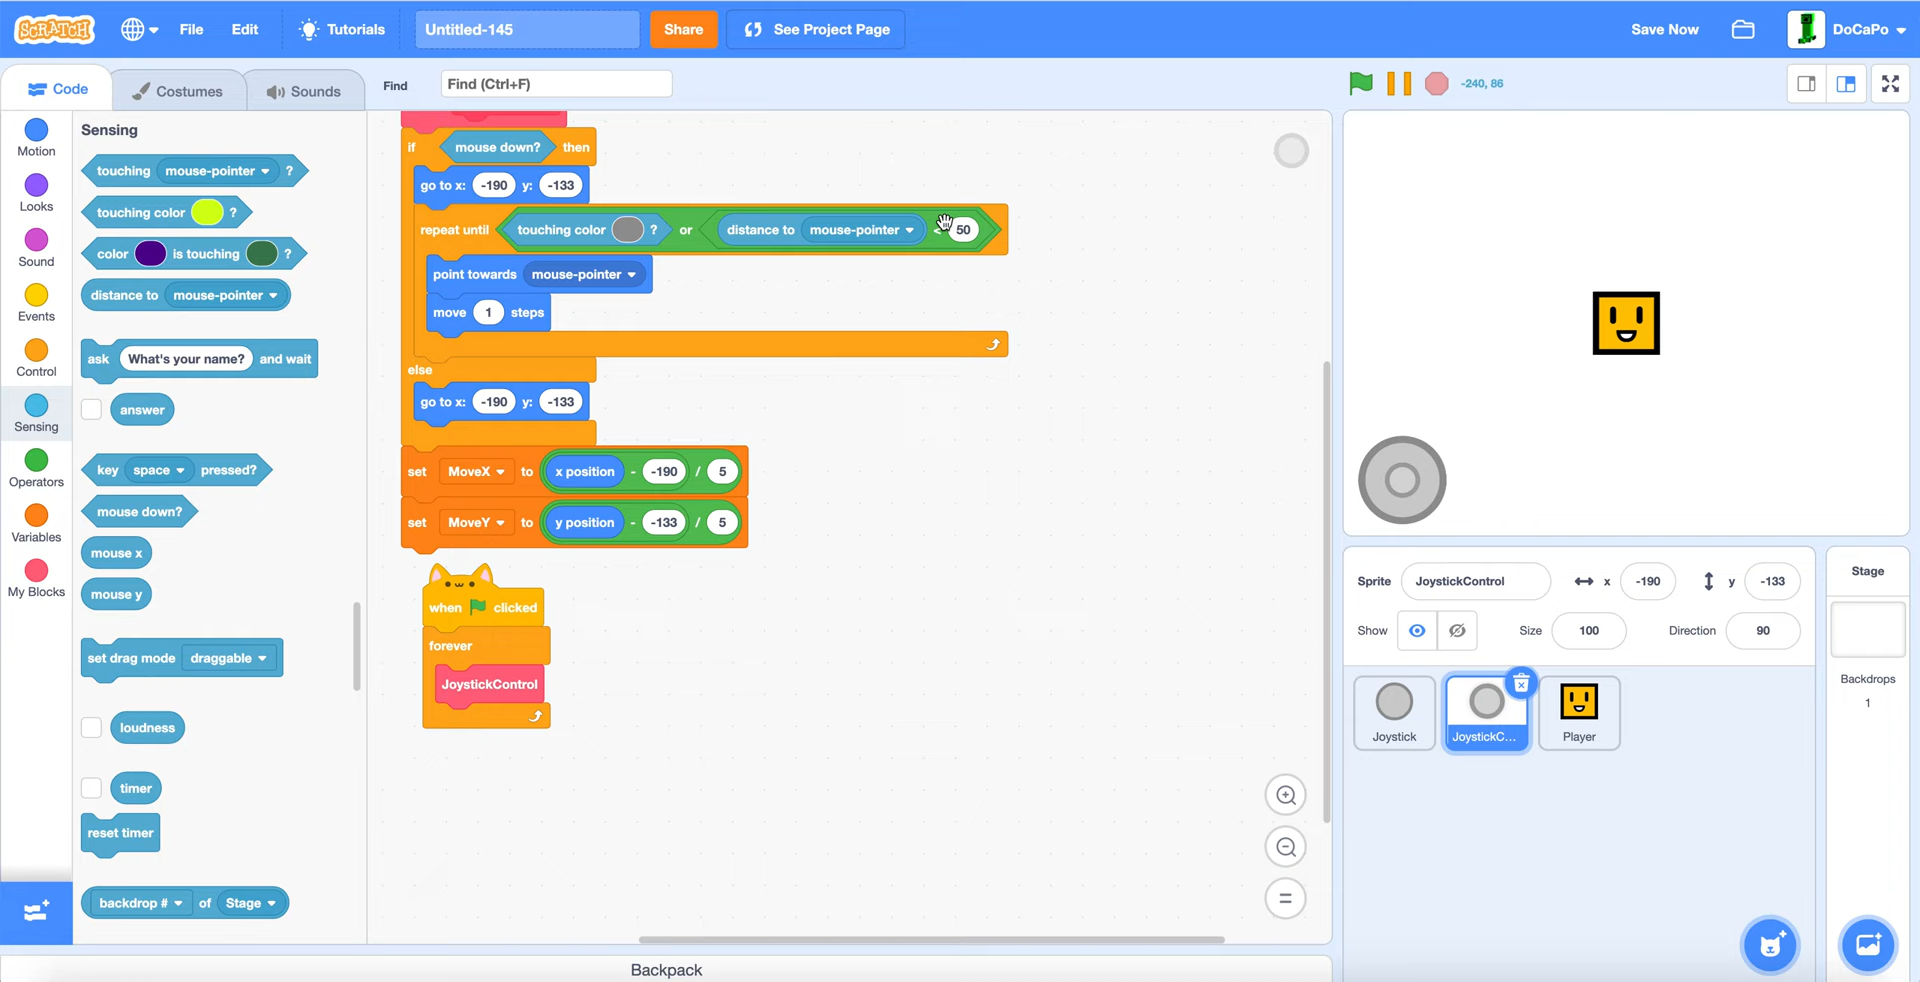 SCRATCH File Edit Tutorials Untitled-145 Share See Project Page Save Now DoCaPo
Code Costumes Sounds Find Find (Ctrl+F) -240, 86
Motion
Looks
Sound
Events
Control
Sensing
Operators
Variables
My Blocks
Sensing
touching mouse-pointer ?
touching color ?
color is touching ?
distance to mouse-pointer
ask What's your name? and wait
answer
key space pressed?
mouse down?
mouse x
mouse y
set drag mode draggable
loudness
timer
reset timer
backdrop # of Stage
if mouse down? then
go to x: -190 y: -133
repeat until touching color ? or distance to mouse-pointer < 50
point towards mouse-pointer
move 1 steps
else
go to x: -190 y: -133
set MoveX to x position - -190 / 5
set MoveY to y position - -133 / 5
when clicked
forever
JoystickControl
Backpack
Sprite JoystickControl x -190 y -133
Show Size 100 Direction 90
Joystick
JoystickC...
Player
Stage
Backdrops
1